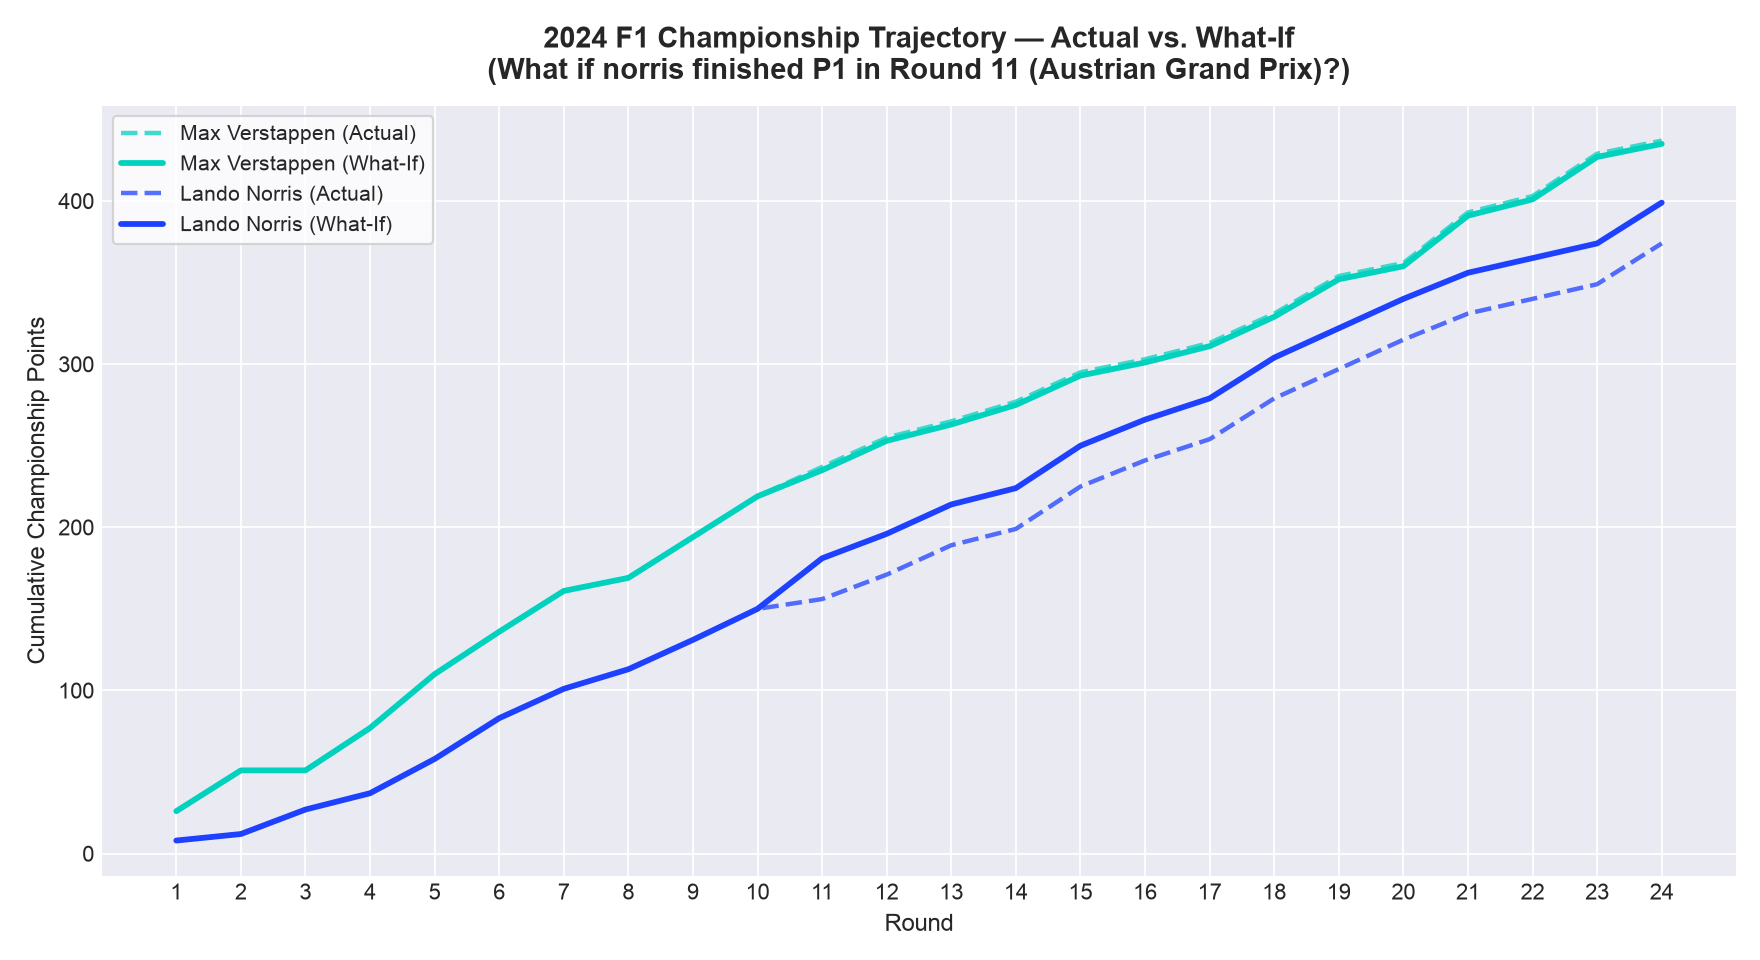 2024 F1 Championship Trajectory — Actual vs. What-If
(What if norris finished P1 in Round 11 (Austrian Grand Prix)?)
Max Verstappen (Actual)
Max Verstappen (What-If)
Lando Norris (Actual)
Lando Norris (What-If)
Cumulative Championship Points
400
300
200
100
0
1 2 3 4 5 6 7 8 9 10 11 12 13 14 15 16 17 18 19 20 21 22 23 24
Round